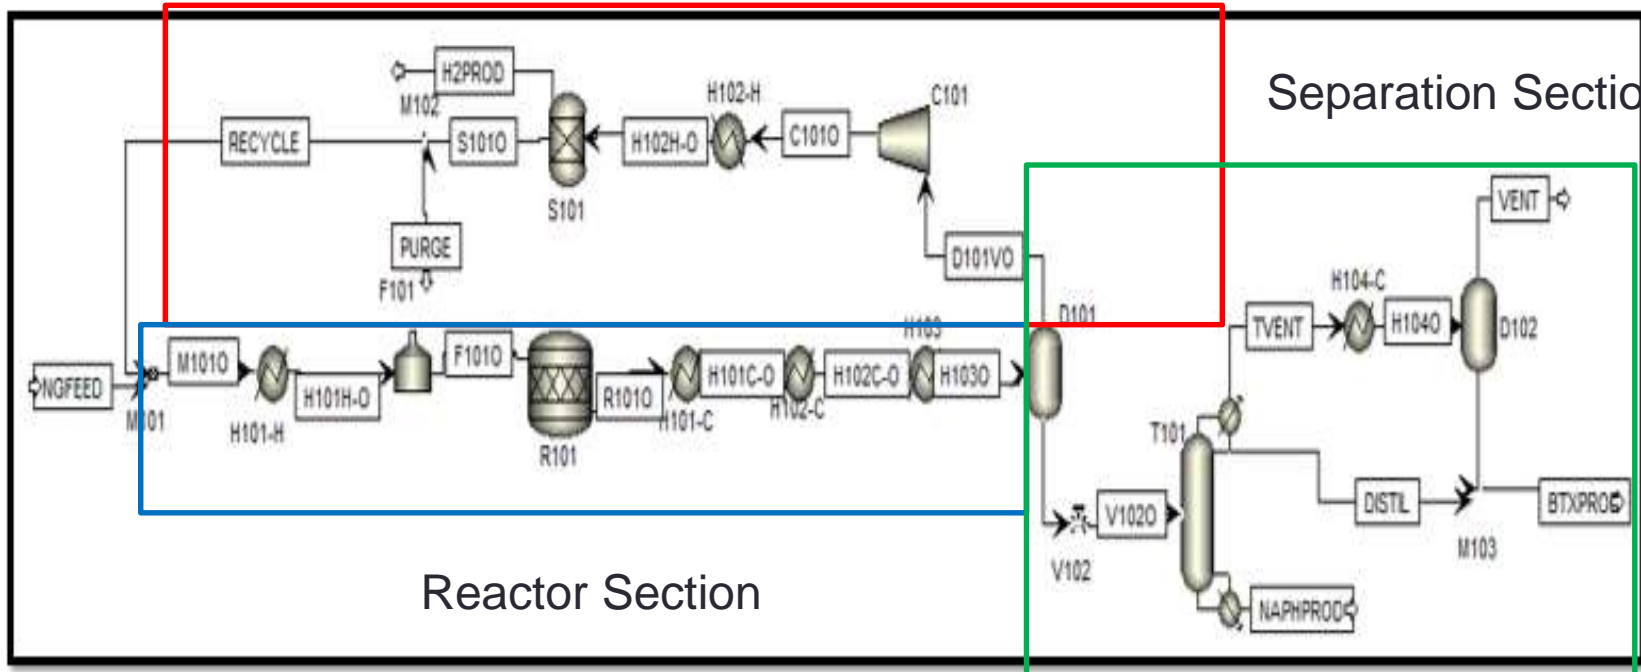 Separation Sectio
H2PROD
M102
H102-H
C101
RECYCLE
S101O
H102H-O
C101O
S101
VENT
PURGE
F101
D101VO
H104-C
D101
TVENT
H104O
D102
H103
M101O
F101O
NGFEED
H101H-O
R101O
H101C-O
H102C-O
H103O
M101
H101-H
H101-C
H102-C
R101
T101
DISTIL
BTXPROD
V102O
M103
V102
Reactor Section
NAPHPROD